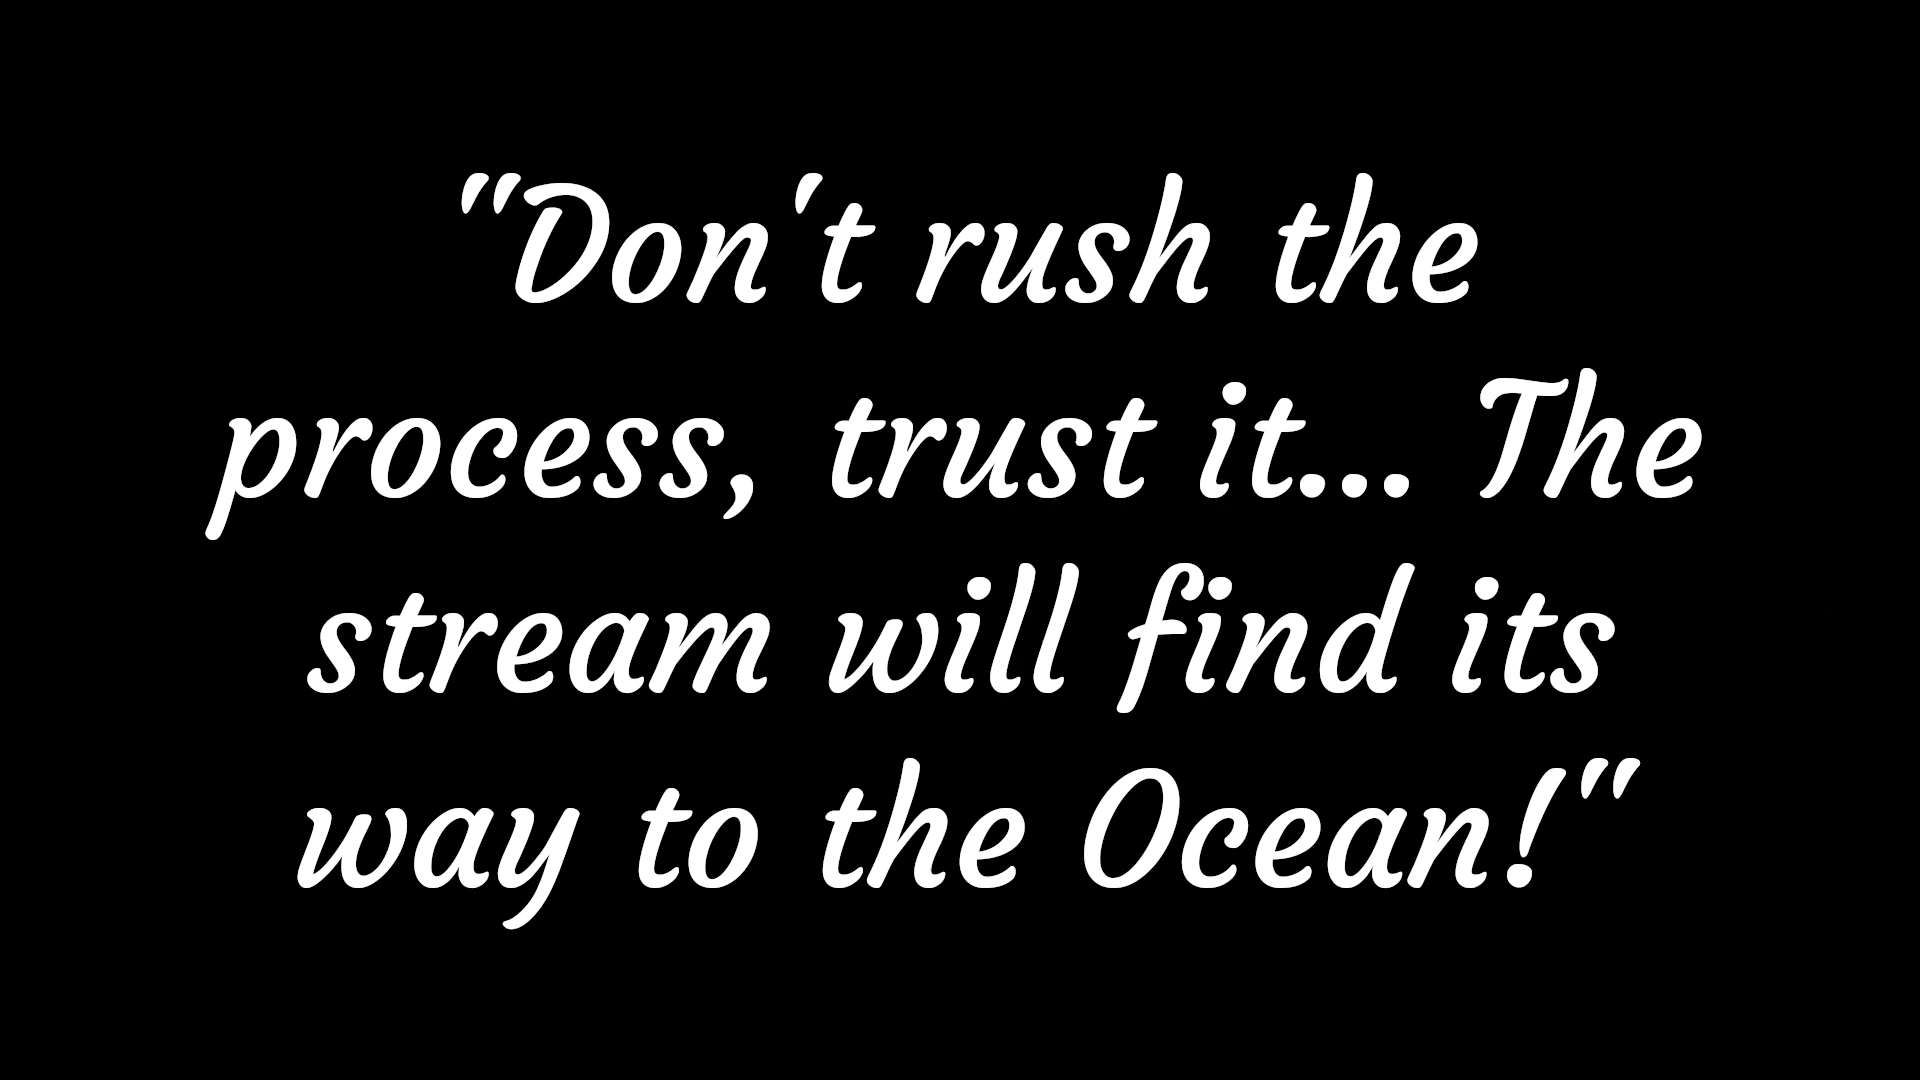 "Don't rush the
process, trust it... The
stream will find its
way to the Ocean!"